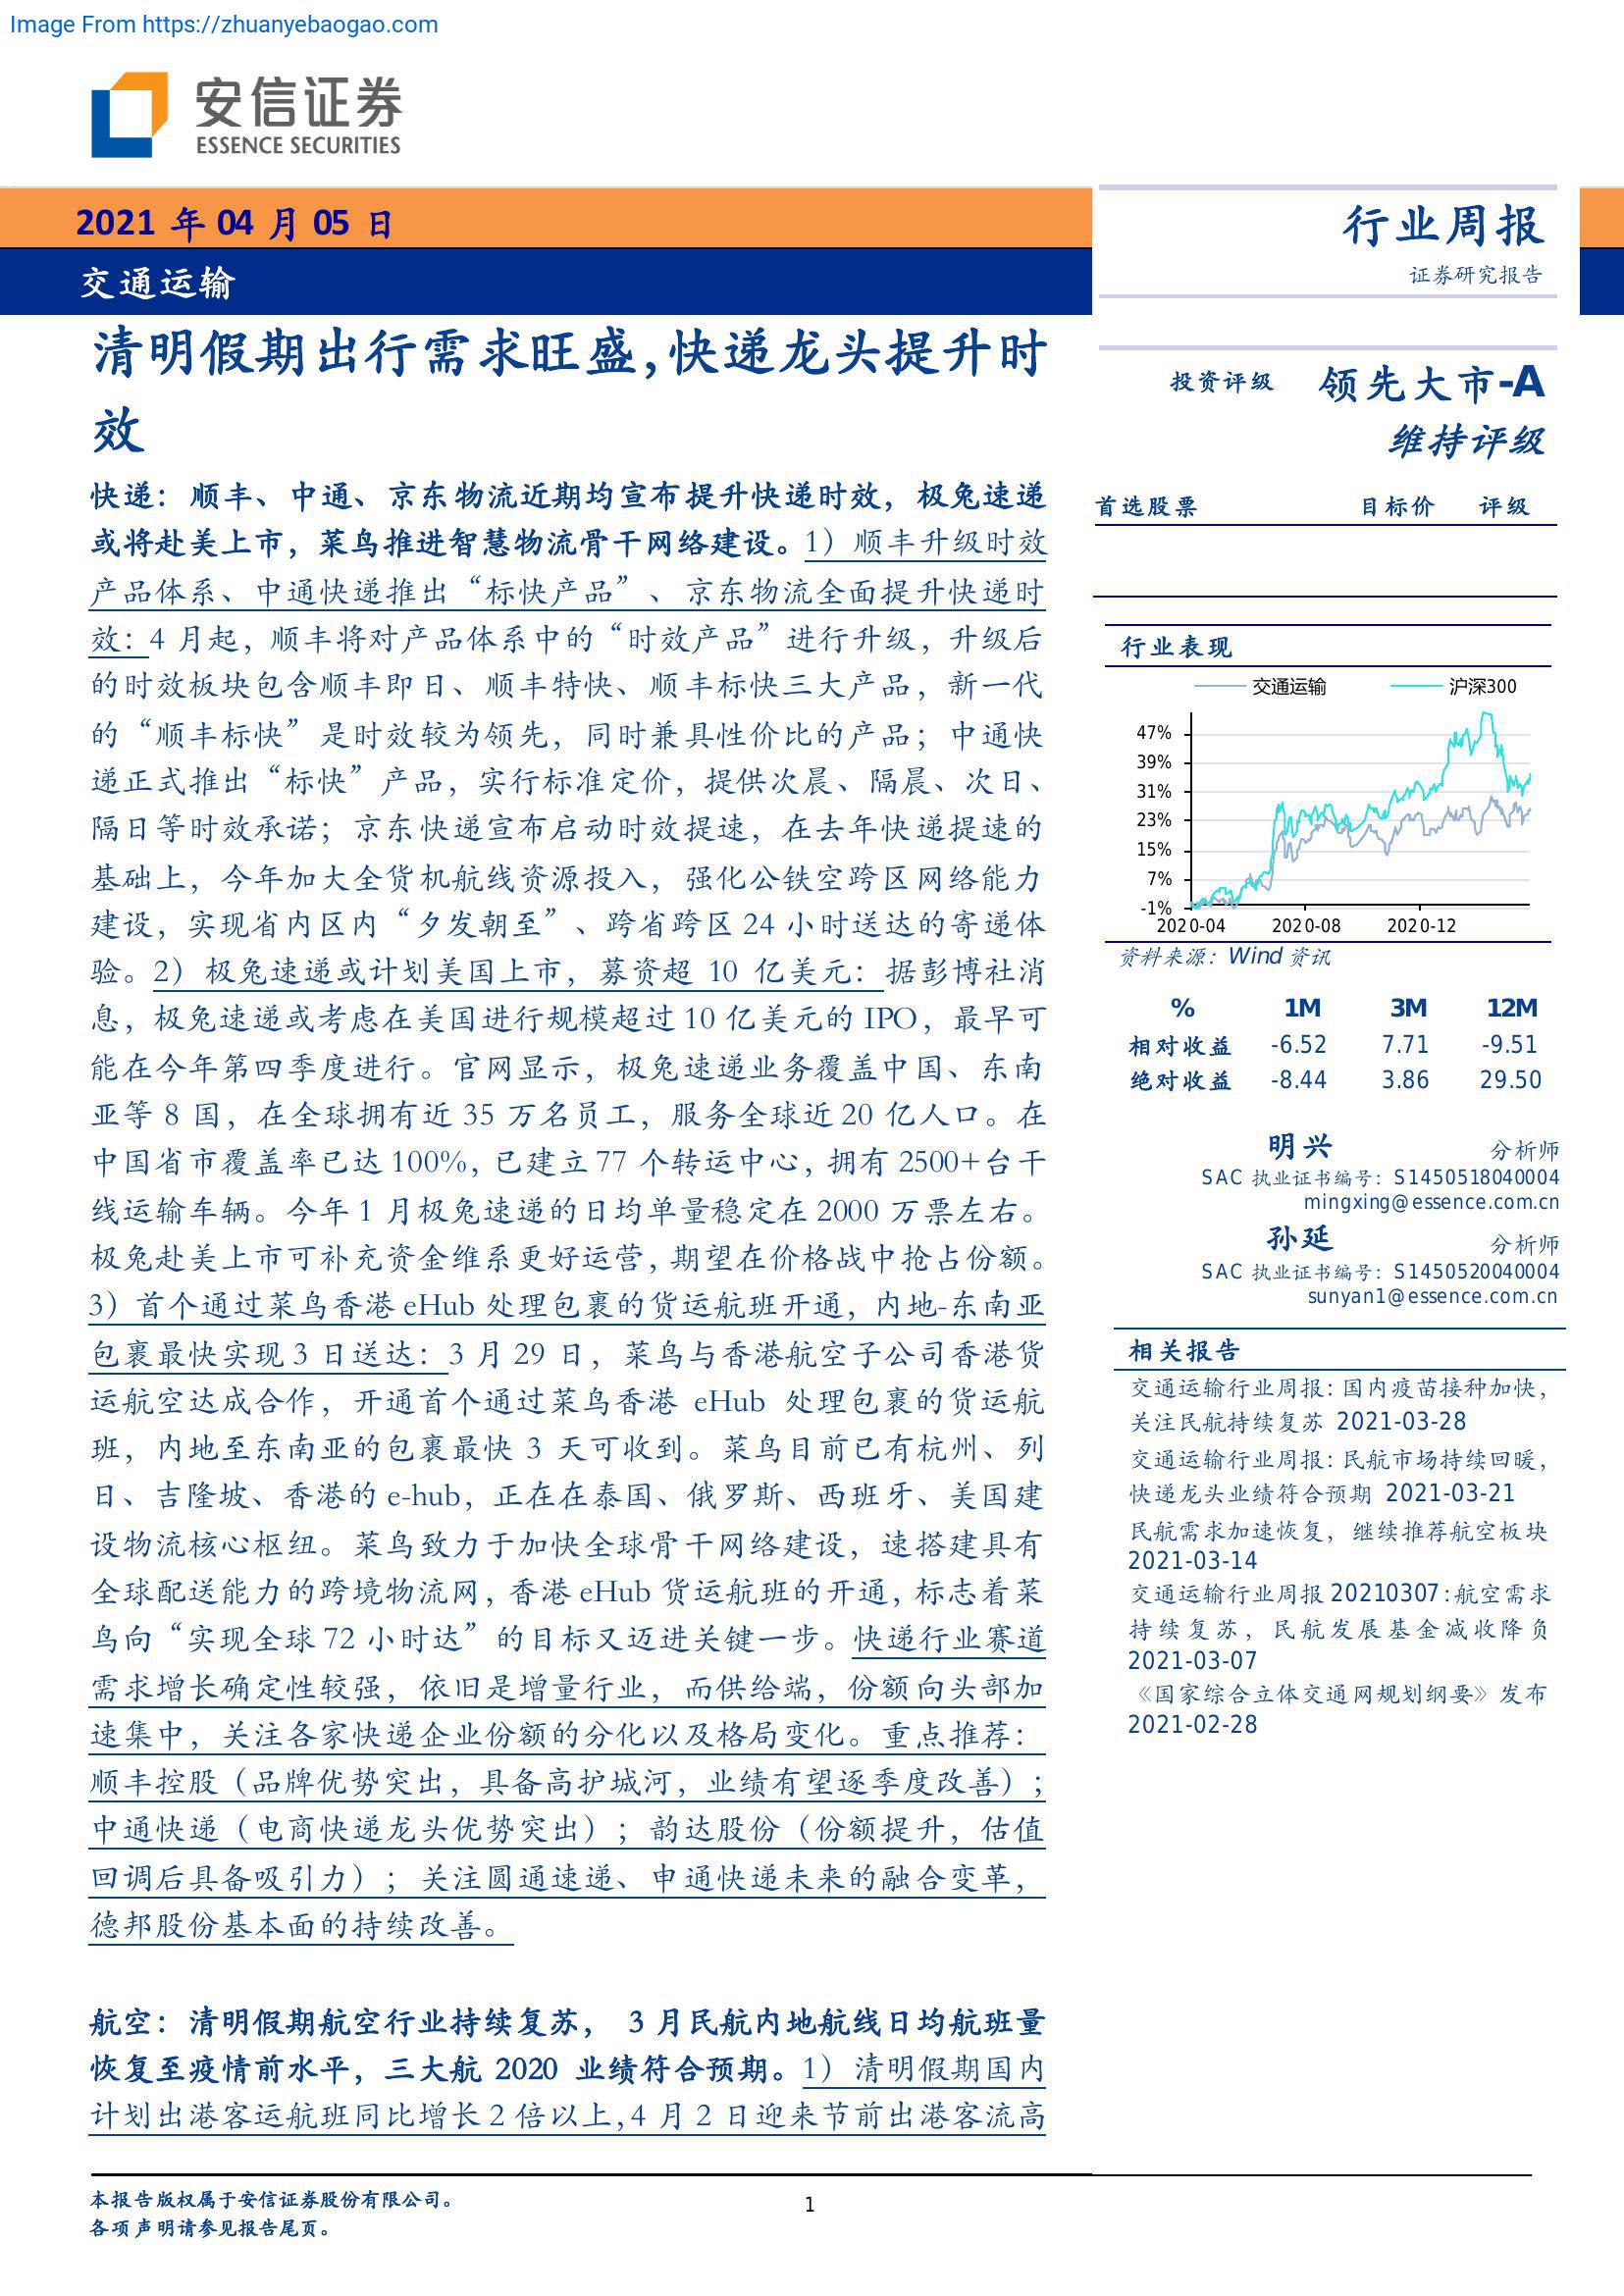 Image From https://zhuanyebaogao.com
安信证券
ESSENCE SECURITIES
2021 年 04 月 05 日
交通运输
行业周报
证券研究报告
清明假期出行需求旺盛,快递龙头提升时
效
快递：顺丰、中通、京东物流近期均宣布提升快递时效，极兔速递
或将赴美上市，菜鸟推进智慧物流骨干网络建设。1）顺丰升级时效
产品体系、中通快递推出“标快产品”、京东物流全面提升快递时
效：4 月起，顺丰将对产品体系中的“时效产品”进行升级，升级后
的时效板块包含顺丰即日、顺丰特快、顺丰标快三大产品，新一代
的“顺丰标快”是时效较为领先，同时兼具性价比的产品；中通快
递正式推出“标快”产品，实行标准定价，提供次晨、隔晨、次日、
隔日等时效承诺；京东快递宣布启动时效提速，在去年快递提速的
基础上，今年加大全货机航线资源投入，强化公铁空跨区网络能力
建设，实现省内区内“夕发朝至”、跨省跨区 24 小时送达的寄递体
验。2）极兔速递或计划美国上市，募资超 10 亿美元：据彭博社消
息，极兔速递或考虑在美国进行规模超过 10 亿美元的 IPO，最早可
能在今年第四季度进行。官网显示，极兔速递业务覆盖中国、东南
亚等 8 国，在全球拥有近 35 万名员工，服务全球近 20 亿人口。在
中国省市覆盖率已达 100%，已建立 77 个转运中心，拥有 2500+台干
线运输车辆。今年 1 月极兔速递的日均单量稳定在 2000 万票左右。
极兔赴美上市可补充资金维系更好运营，期望在价格战中抢占份额。
3）首个通过菜鸟香港 eHub 处理包裹的货运航班开通，内地-东南亚
包裹最快实现 3 日送达：3 月 29 日，菜鸟与香港航空子公司香港货
运航空达成合作，开通首个通过菜鸟香港 eHub 处理包裹的货运航
班，内地至东南亚的包裹最快 3 天可收到。菜鸟目前已有杭州、列
日、吉隆坡、香港的 e-hub，正在在泰国、俄罗斯、西班牙、美国建
设物流核心枢纽。菜鸟致力于加快全球骨干网络建设，速搭建具有
全球配送能力的跨境物流网，香港 eHub 货运航班的开通，标志着菜
鸟向“实现全球 72 小时达”的目标又迈进关键一步。快递行业赛道
需求增长确定性较强，依旧是增量行业，而供给端，份额向头部加
速集中，关注各家快递企业份额的分化以及格局变化。重点推荐：
顺丰控股（品牌优势突出，具备高护城河，业绩有望逐季度改善）；
中通快递（电商快递龙头优势突出）；韵达股份（份额提升，估值
回调后具备吸引力）；关注圆通速递、申通快递未来的融合变革，
德邦股份基本面的持续改善。
航空：清明假期航空行业持续复苏， 3 月民航内地航线日均航班量
恢复至疫情前水平，三大航 2020 业绩符合预期。1）清明假期国内
计划出港客运航班同比增长 2 倍以上,4 月 2 日迎来节前出港客流高
投资评级 领先大市-A
维持评级
首选股票 目标价 评级
行业表现
交通运输 沪深300
47%
39%
31%
23%
15%
7%
-1%
2020-04 2020-08 2020-12
资料来源：Wind 资讯
% 1M 3M 12M
相对收益 -6.52 7.71 -9.51
绝对收益 -8.44 3.86 29.50
明兴 分析师
SAC 执业证书编号：S1450518040004
mingxing@essence.com.cn
孙延 分析师
SAC 执业证书编号：S1450520040004
sunyan1@essence.com.cn
相关报告
交通运输行业周报：国内疫苗接种加快，
关注民航持续复苏 2021-03-28
交通运输行业周报：民航市场持续回暖，
快递龙头业绩符合预期 2021-03-21
民航需求加速恢复，继续推荐航空板块
2021-03-14
交通运输行业周报 20210307：航空需求
持续复苏，民航发展基金减收降负
2021-03-07
《国家综合立体交通网规划纲要》发布
2021-02-28
本报告版权属于安信证券股份有限公司。
各项声明请参见报告尾页。
1